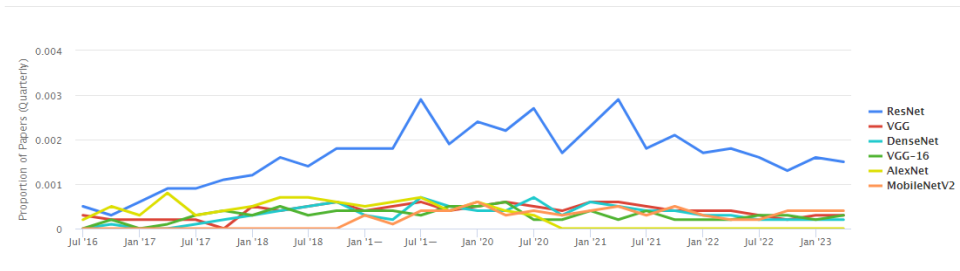 Proportion of Papers (Quarterly)
0.004
0.003
0.002
0.001
0
Jul '16
Jan '17
Jul '17
Jan '18
Jul '18
Jan '1—
Jul '1—
Jan '20
Jul '20
Jan '21
Jul '21
Jan '22
Jul '22
Jan '23
ResNet
VGG
DenseNet
VGG-16
AlexNet
MobileNetV2